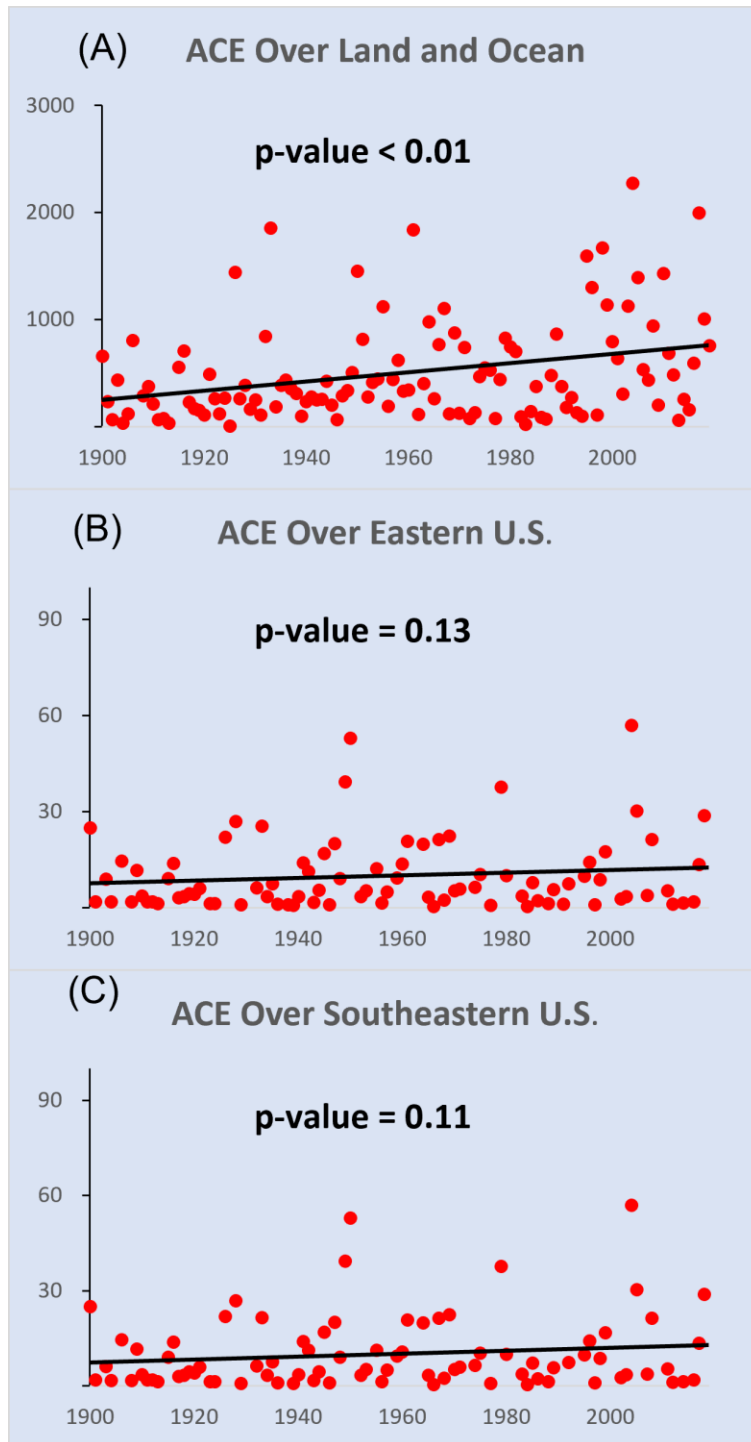 (A)
ACE Over Land and Ocean
3000
p-value < 0.01
2000
1000
1900 1920 1940 1960 1980 2000
(B)
ACE Over Eastern U.S.
90
p-value = 0.13
60
30
1900 1920 1940 1960 1980 2000
(C)
ACE Over Southeastern U.S.
90
p-value = 0.11
60
30
1900 1920 1940 1960 1980 2000